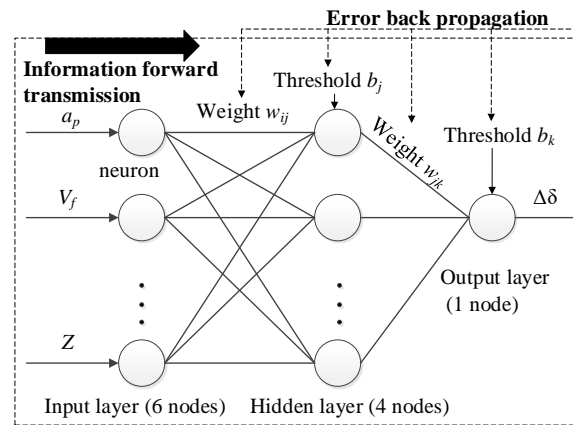 Error back propagation
Information forward
transmission
Threshold b_j
Weight w_ij
a_p
Weight w_jk
Threshold b_k
neuron
V_f
Δδ
Output layer
(1 node)
Z
Input layer (6 nodes)
Hidden layer (4 nodes)